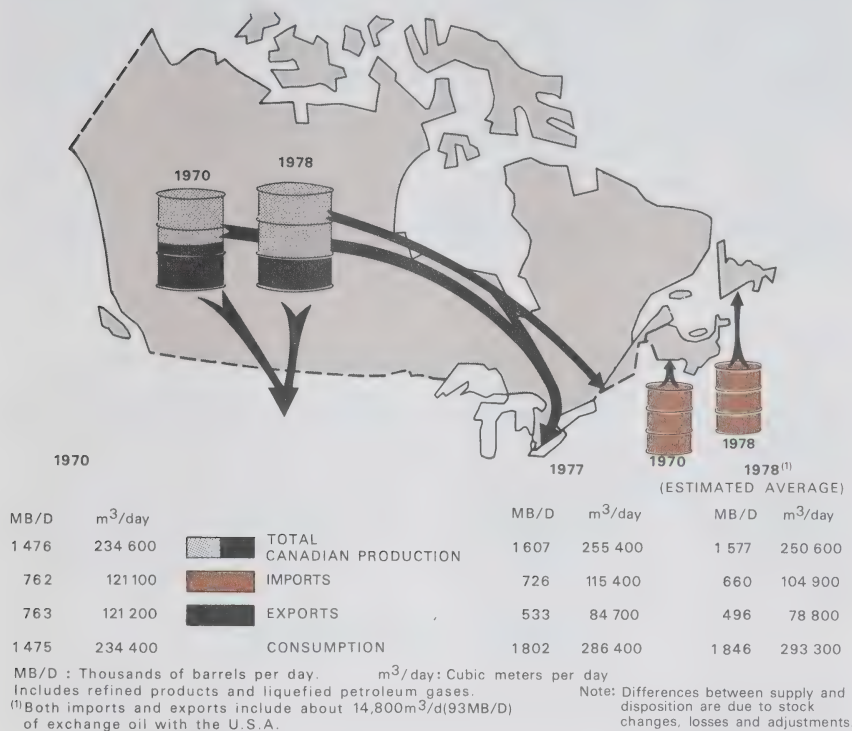 1970
1978
1978
1970
1977
1970
1978(1)
(ESTIMATED AVERAGE)
MB/D m³/day MB/D m³/day MB/D m³/day
1 476 234 600 TOTAL CANADIAN PRODUCTION 1 607 255 400 1 577 250 600
762 121 100 IMPORTS 726 115 400 660 104 900
763 121 200 EXPORTS 533 84 700 496 78 800
1 475 234 400 CONSUMPTION 1802 286 400 1 846 293 300
MB/D : Thousands of barrels per day. m³/day: Cubic meters per day
Includes refined products and liquefied petroleum gases.
(1)Both imports and exports include about 14,800m³/d(93MB/D)
of exchange oil with the U.S.A.
Note: Differences between supply and
disposition are due to stock
changes, losses and adjustments